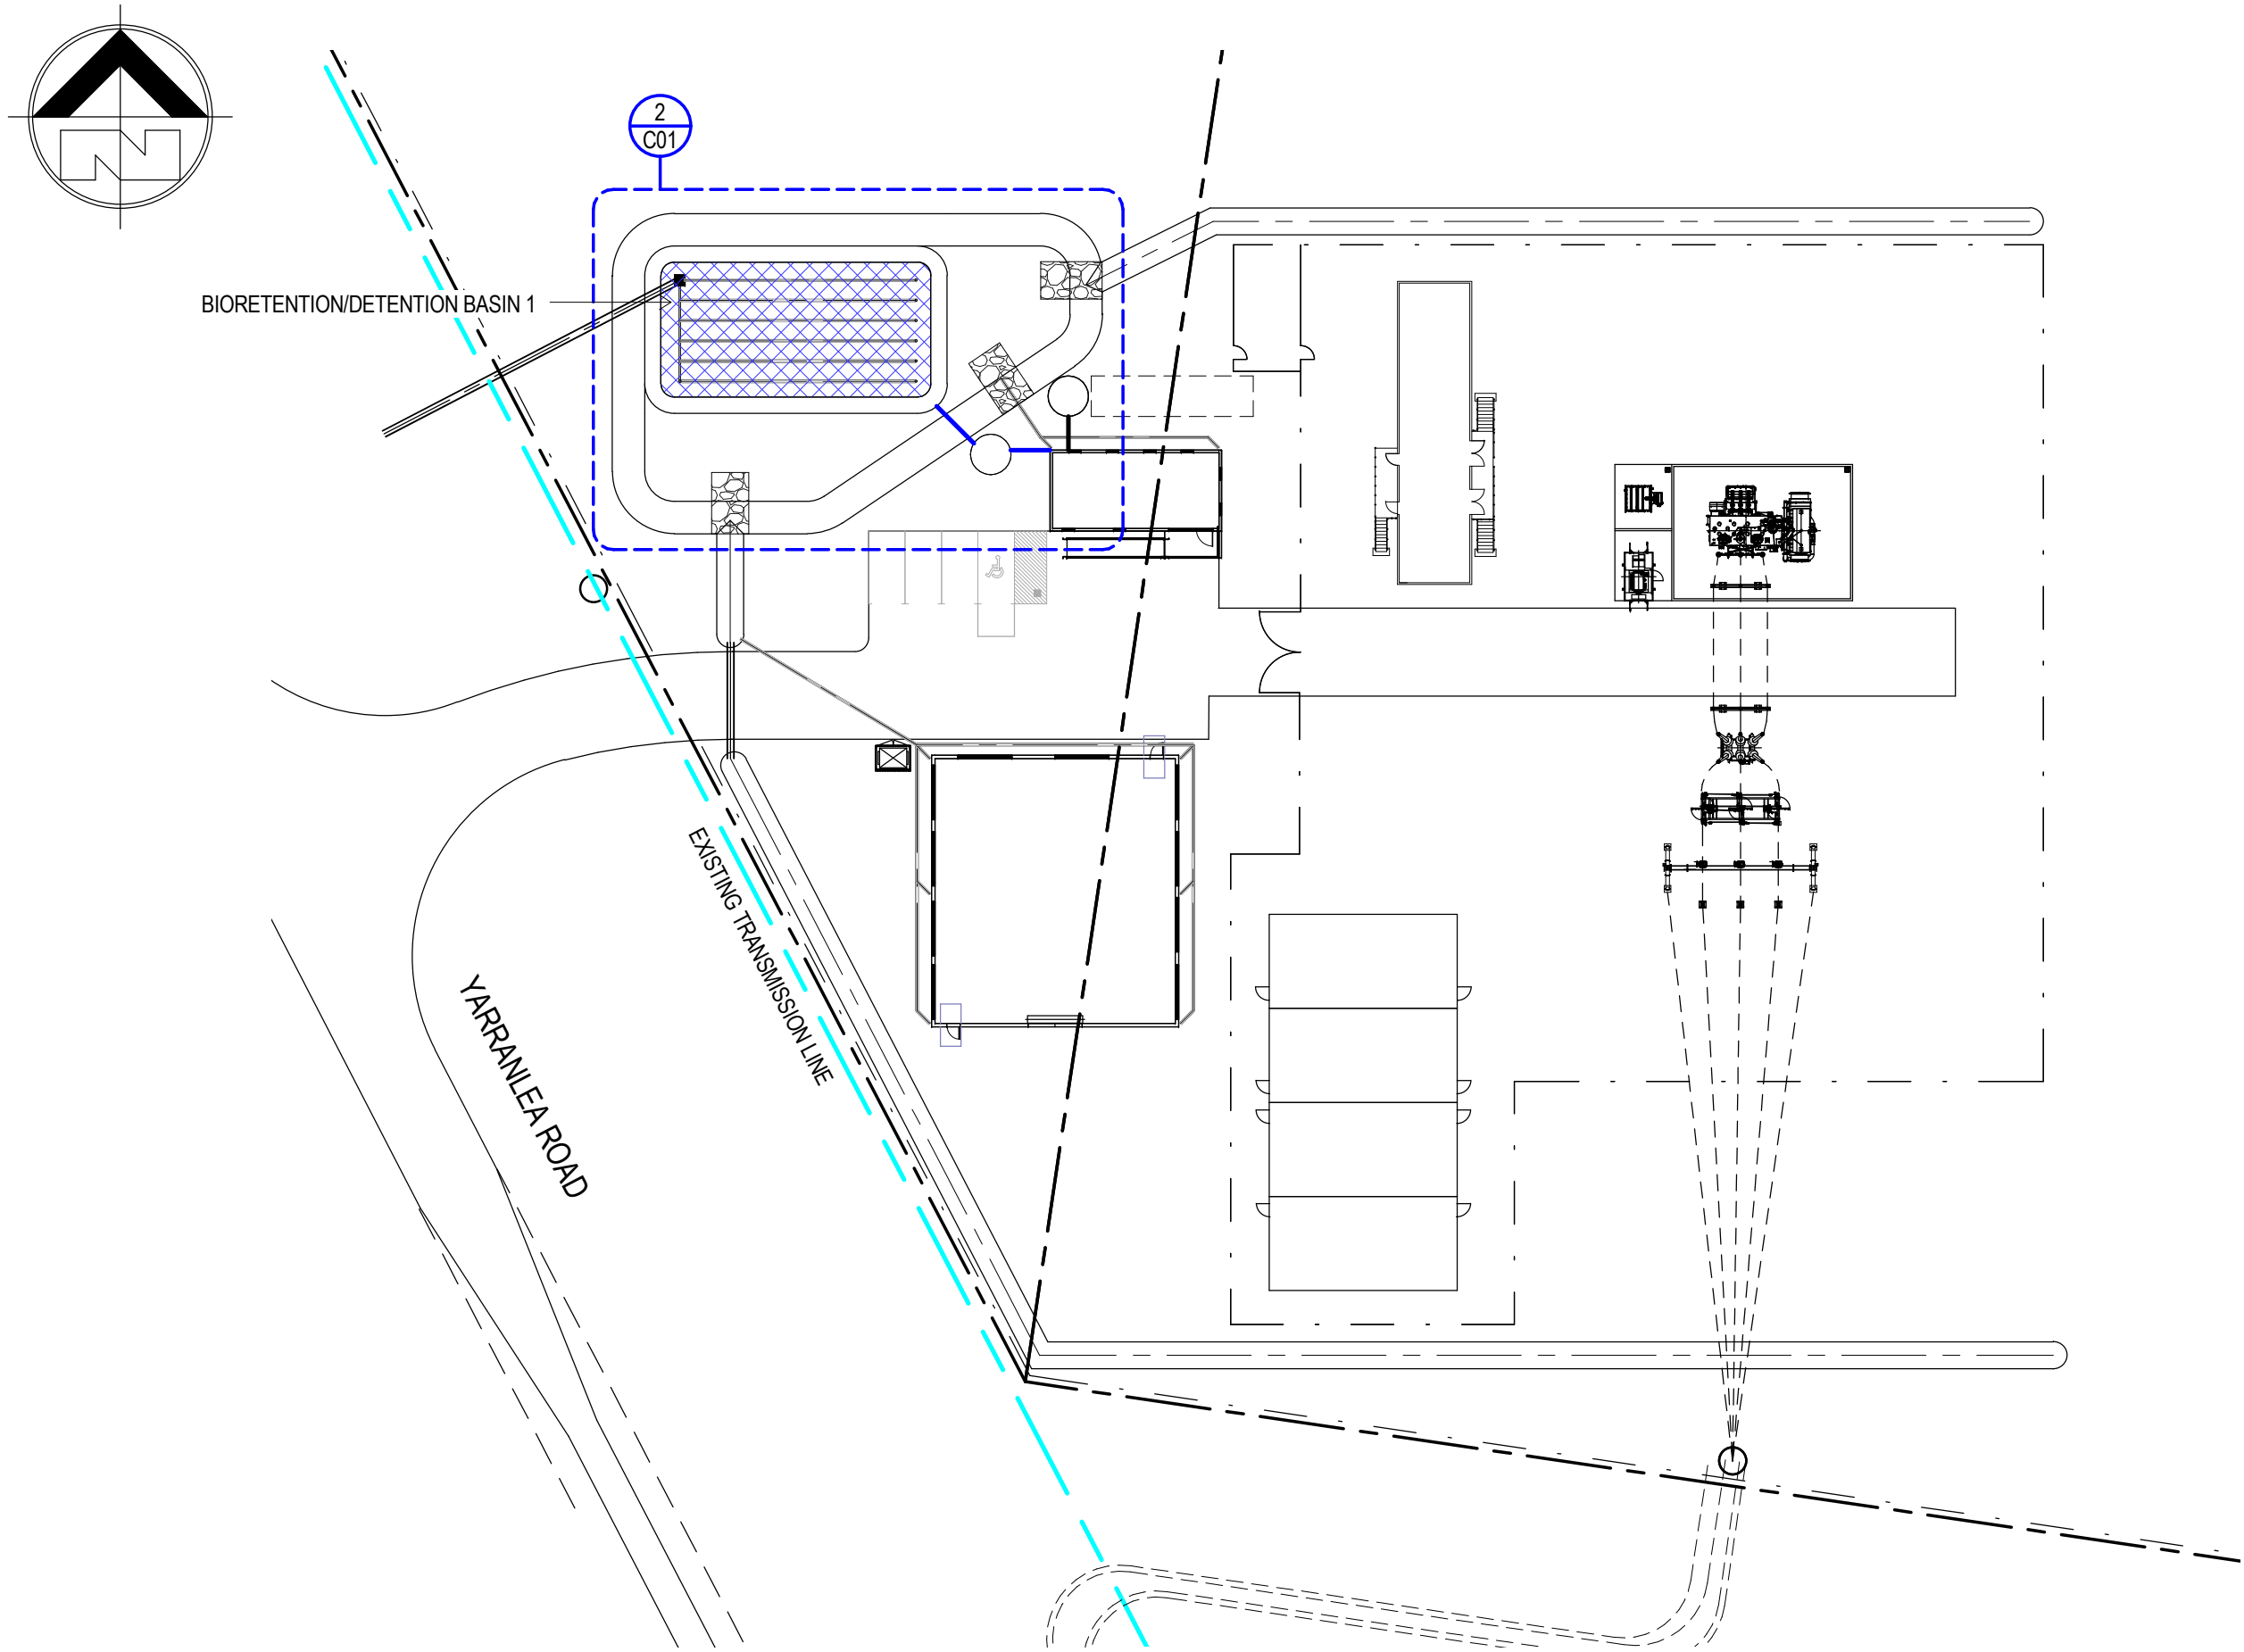 2
C01
BIORETENTION/DETENTION BASIN 1
EXISTING TRANSMISSION LINE
YARRANLEA ROAD
N